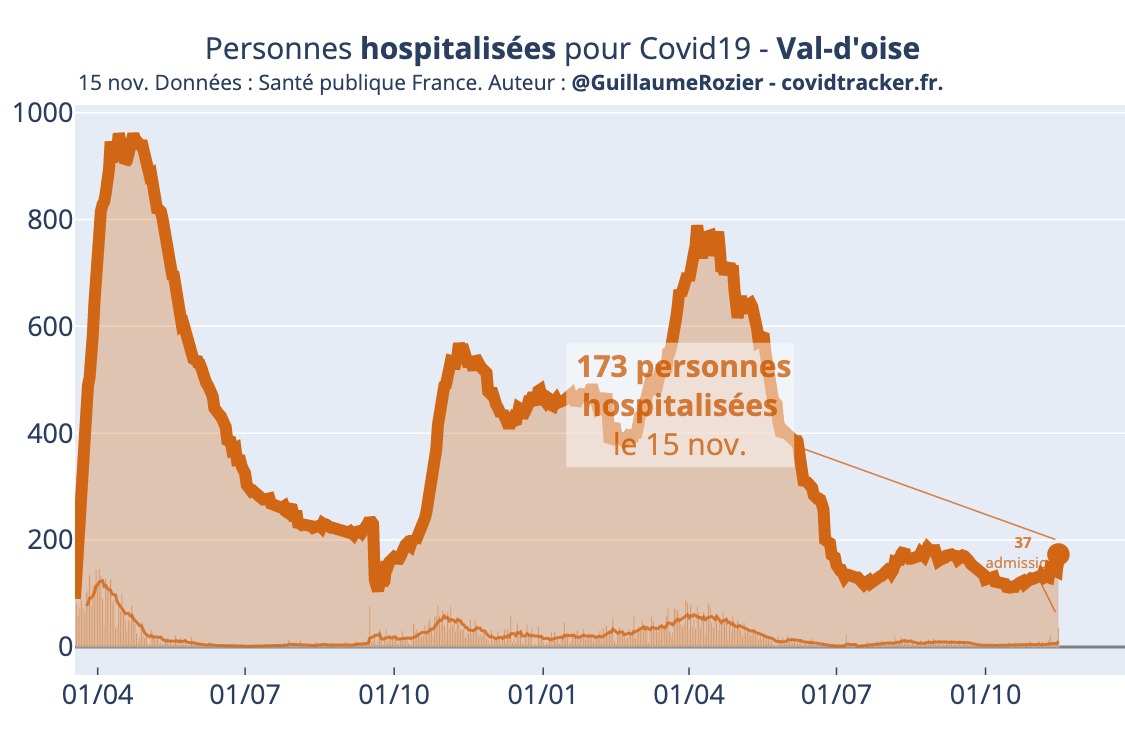 Personnes hospitalisées pour Covid19 - Val-d'oise
15 nov. Données : Santé publique France. Auteur : @GuillaumeRozier - covidtracker.fr.
1000
800
600
400
200
0
173 personnes
hospitalisées
le 15 nov.
37
01/04
01/07
01/10
01/01
01/04
01/07
01/10